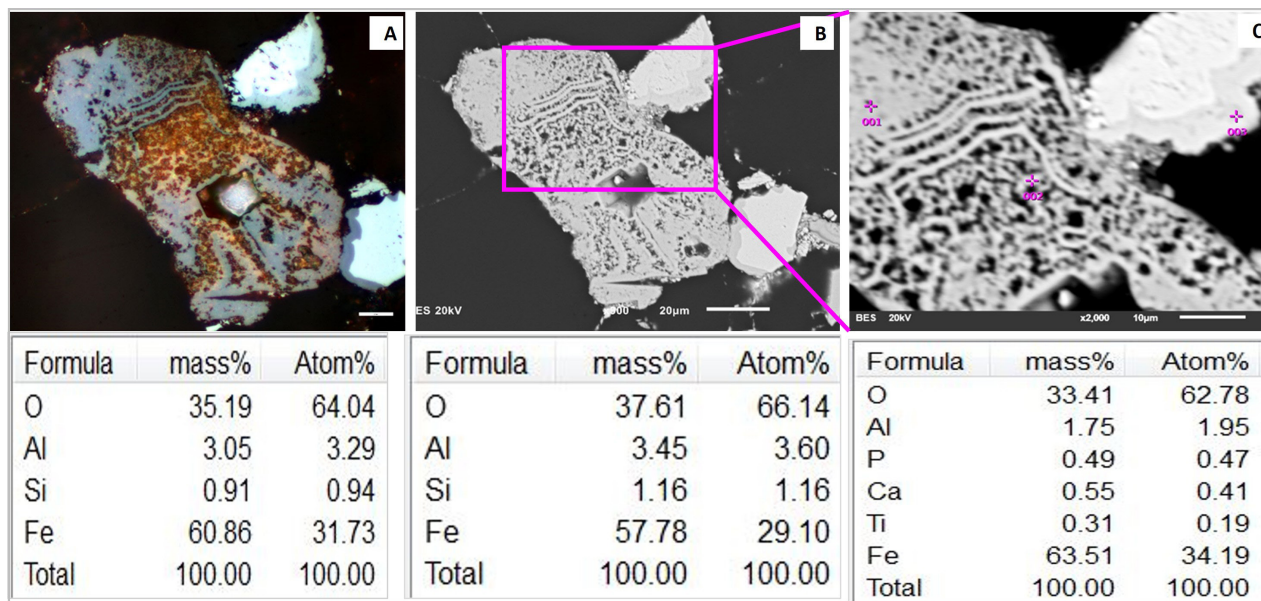 A
B
C
001
002
003
ES 20kV
900
20µm
BES 20kV
x2,000
10µm
Formula mass% Atom%
O 35.19 64.04
Al 3.05 3.29
Si 0.91 0.94
Fe 60.86 31.73
Total 100.00 100.00
Formula mass% Atom%
O 37.61 66.14
Al 3.45 3.60
Si 1.16 1.16
Fe 57.78 29.10
Total 100.00 100.00
Formula mass% Atom%
O 33.41 62.78
Al 1.75 1.95
P 0.49 0.47
Ca 0.55 0.41
Ti 0.31 0.19
Fe 63.51 34.19
Total 100.00 100.00